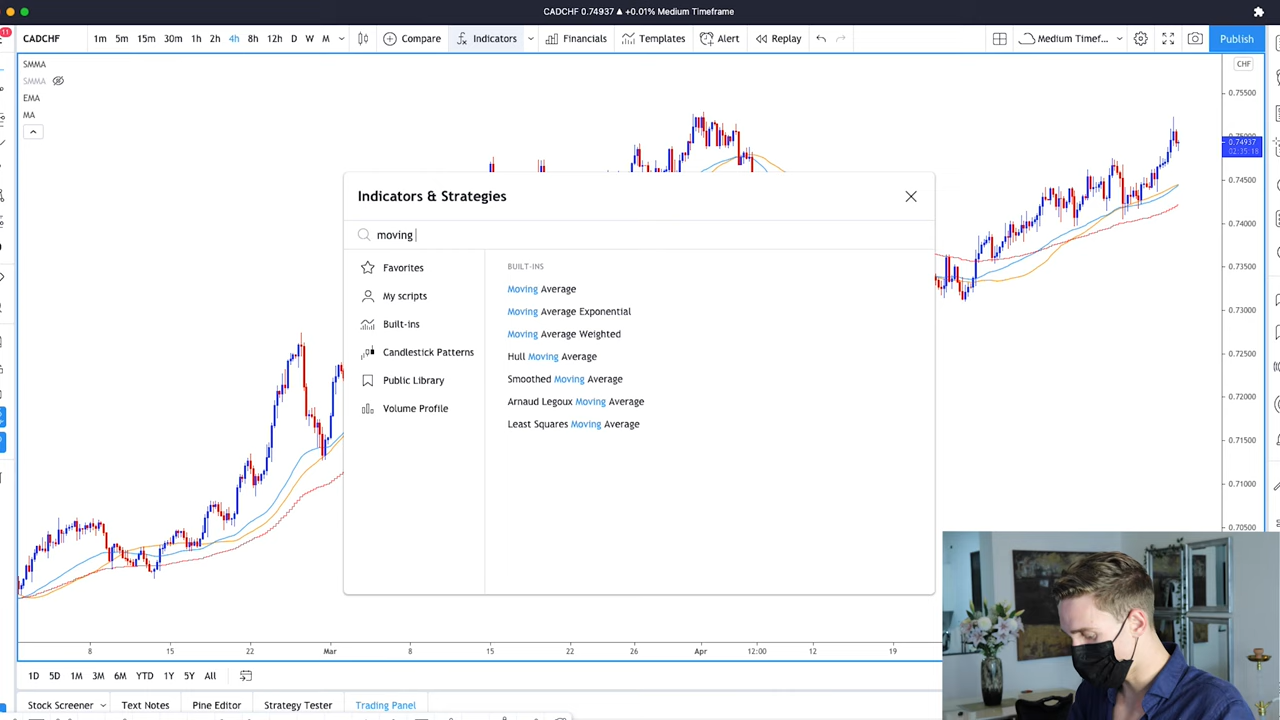 CADCHF 0.74937 ▲ +0.01% Medium Timeframe
11
CADCHF 1m 5m 15m 30m 1h 2h 4h 8h 12h D W M Compare Indicators Financials Templates Alert Replay Medium Timef... Publish
SMMA
SMMA
EMA
MA
CHF
0.75500
0.74937
02:35:18
0.74500
0.74000
0.73500
0.73000
0.72500
0.72000
0.71500
0.71000
0.70500
Indicators & Strategies
moving
Favorites
My scripts
Built-ins
Candlestick Patterns
Public Library
Volume Profile
BUILT-INS
Moving Average
Moving Average Exponential
Moving Average Weighted
Hull Moving Average
Smoothed Moving Average
Arnaud Legoux Moving Average
Least Squares Moving Average
8 15 22 Mar 8 15 22 26 Apr 12:00 12 19
1D 5D 1M 3M 6M YTD 1Y 5Y All
Stock Screener Text Notes Pine Editor Strategy Tester Trading Panel